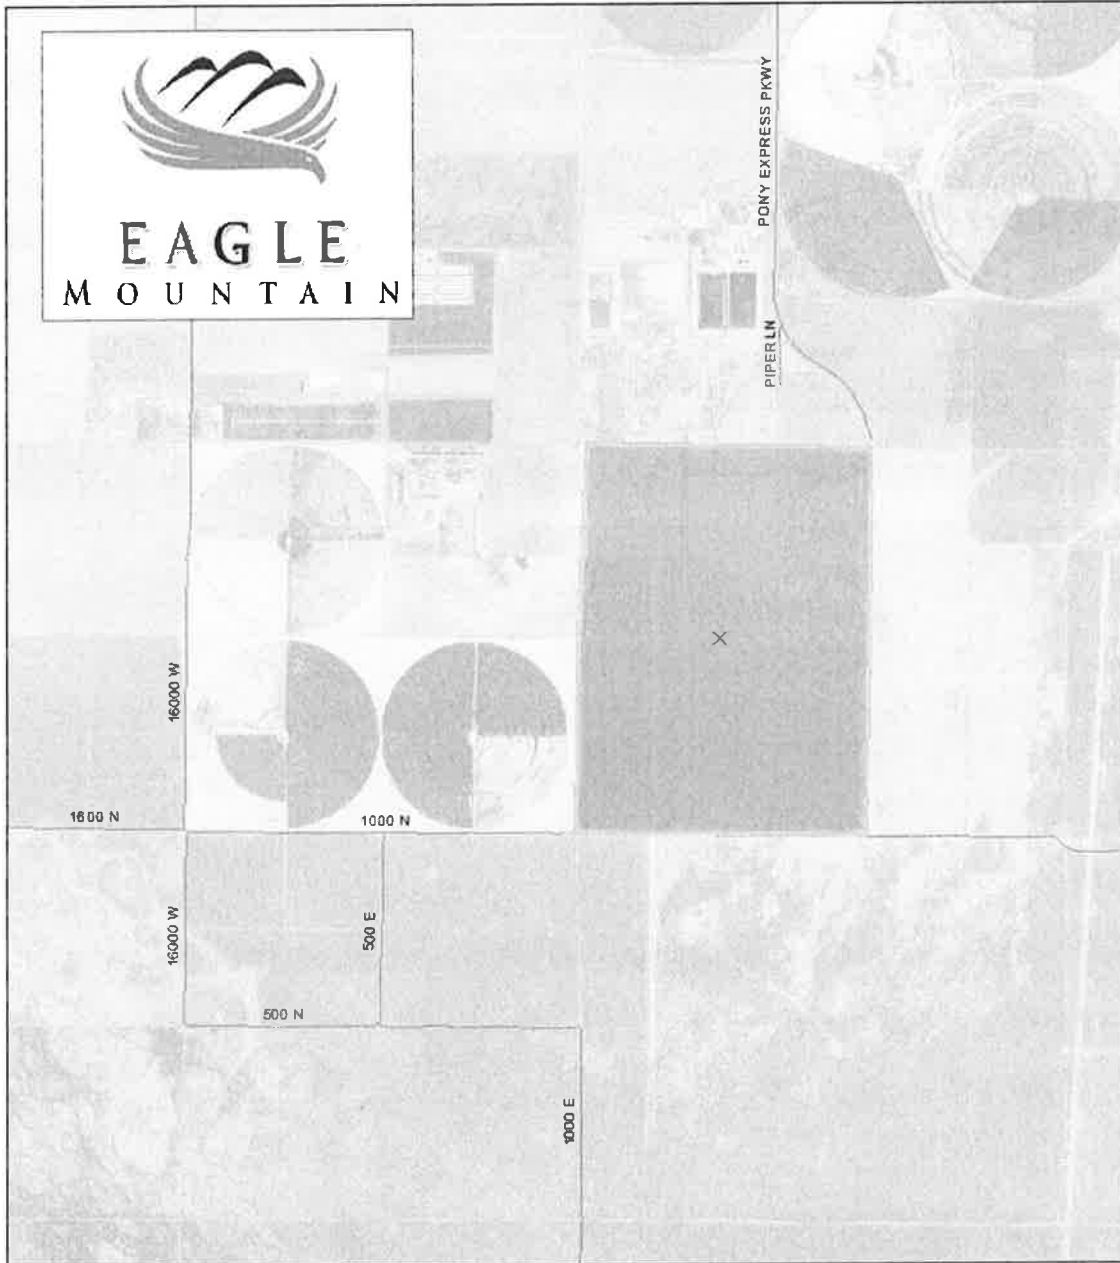 EAGLE
MOUNTAIN
PONY EXPRESS PKWY
PIPER LN
16000 W
1600 N
1000 N
16000 W
500 E
500 N
1000 E